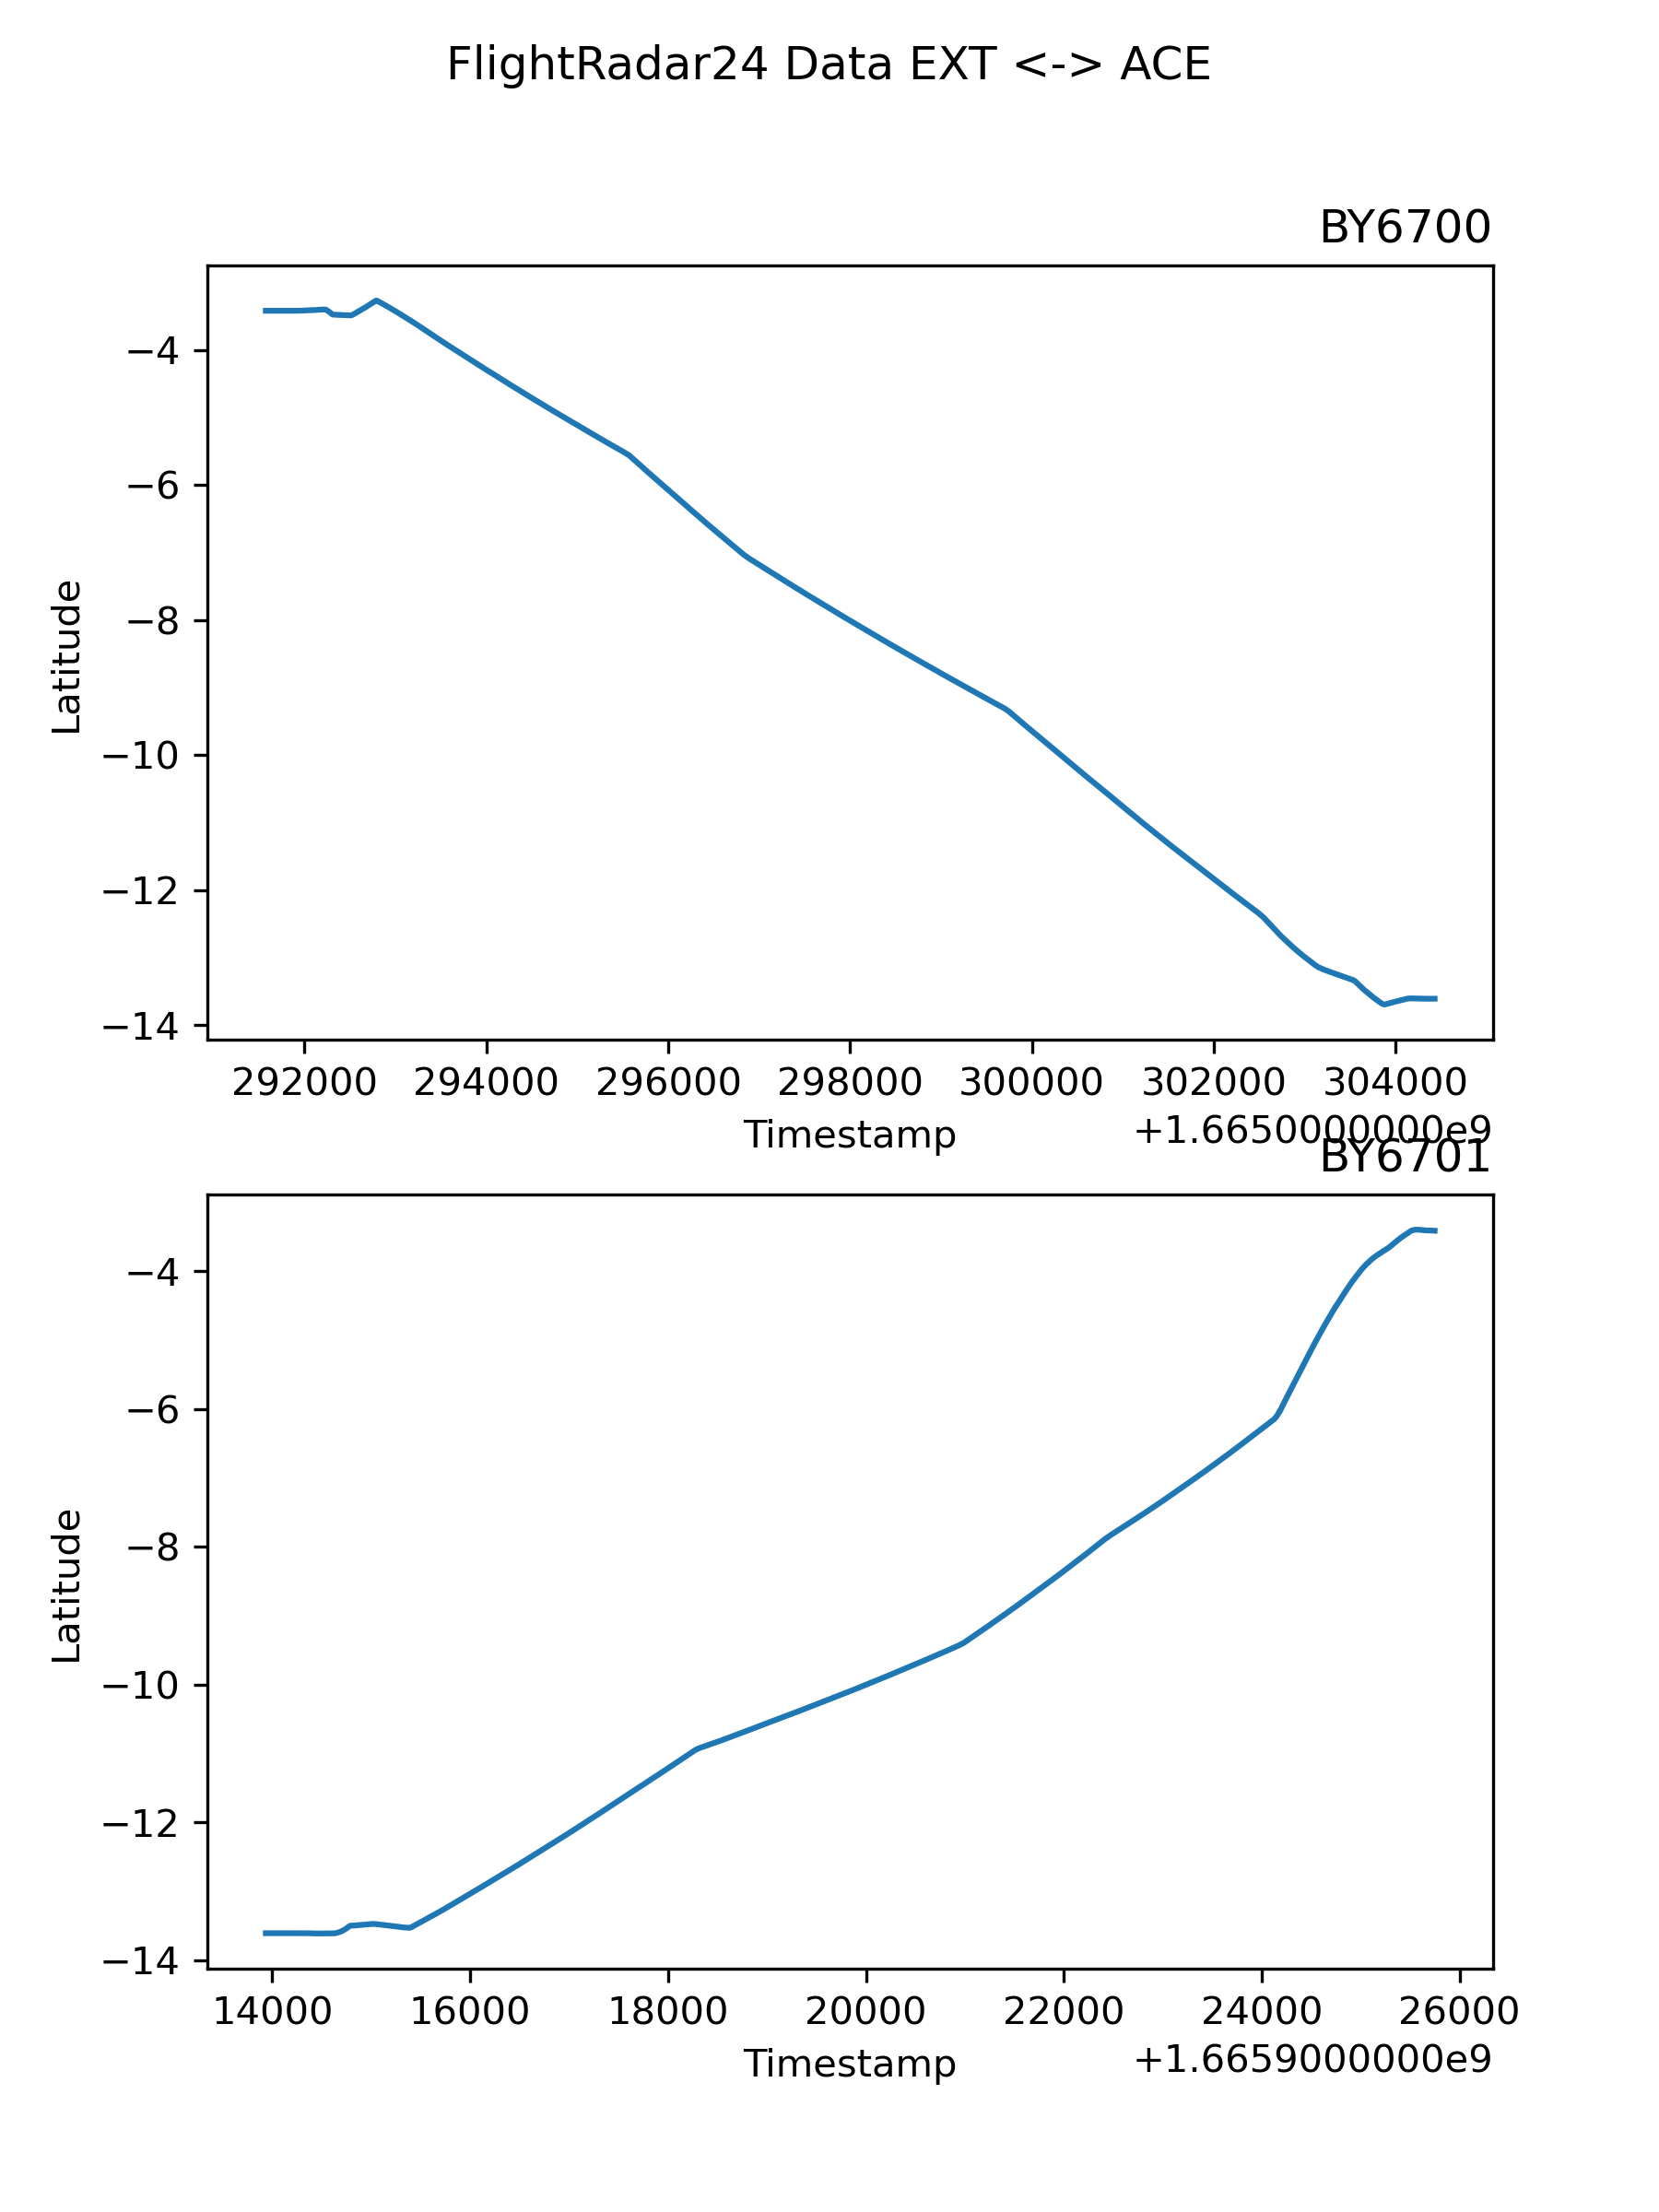 FlightRadar24 Data EXT <-> ACE
BY6700
Latitude
−4
−6
−8
−10
−12
−14
292000 294000 296000 298000 300000 302000 304000
Timestamp
+1.6650000000e9
BY6701
Latitude
−4
−6
−8
−10
−12
−14
14000 16000 18000 20000 22000 24000 26000
Timestamp
+1.6659000000e9